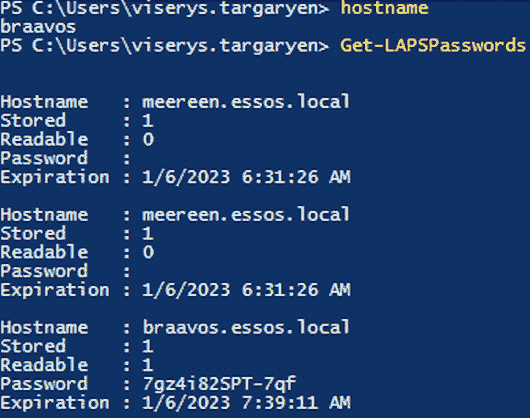 PS C:\Users\viserys.targaryen> hostname
braavos
PS C:\Users\viserys.targaryen> Get-LAPSPasswords
Hostname : meereen.essos.local
Stored : 1
Readable : 0
Password :
Expiration : 1/6/2023 6:31:26 AM
Hostname : meereen.essos.local
Stored : 1
Readable : 0
Password :
Expiration : 1/6/2023 6:31:26 AM
Hostname : braavos.essos.local
Stored : 1
Readable : 1
Password : 7gz4i82SPT-7qf
Expiration : 1/6/2023 7:39:11 AM